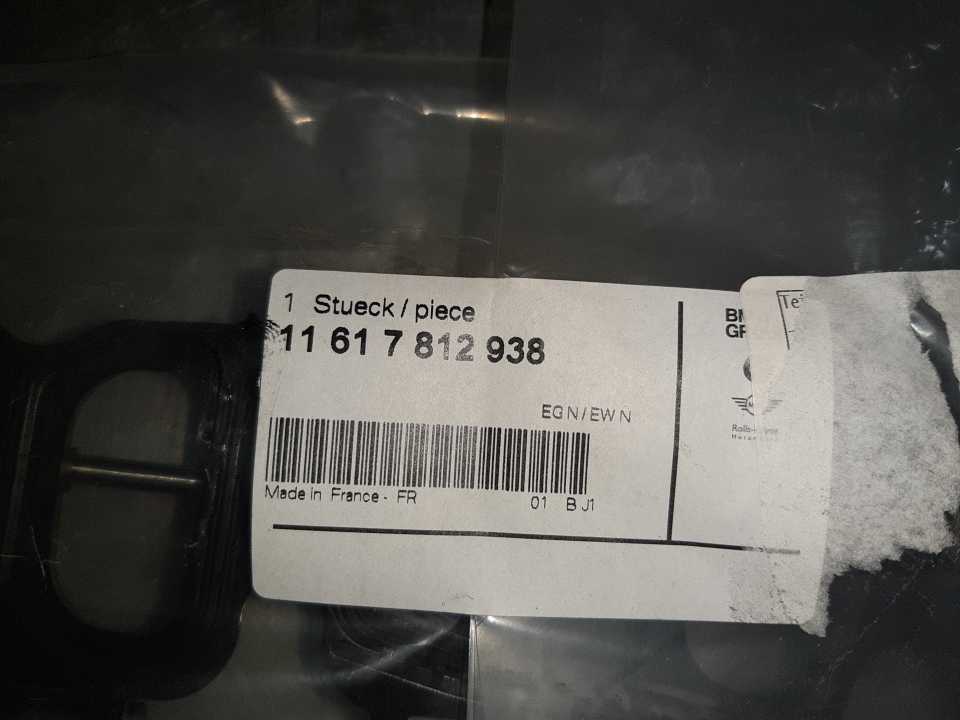 1 Stueck / piece
11 61 7 812 938
EGN/EWN
Made in France - FR
01 BJ1